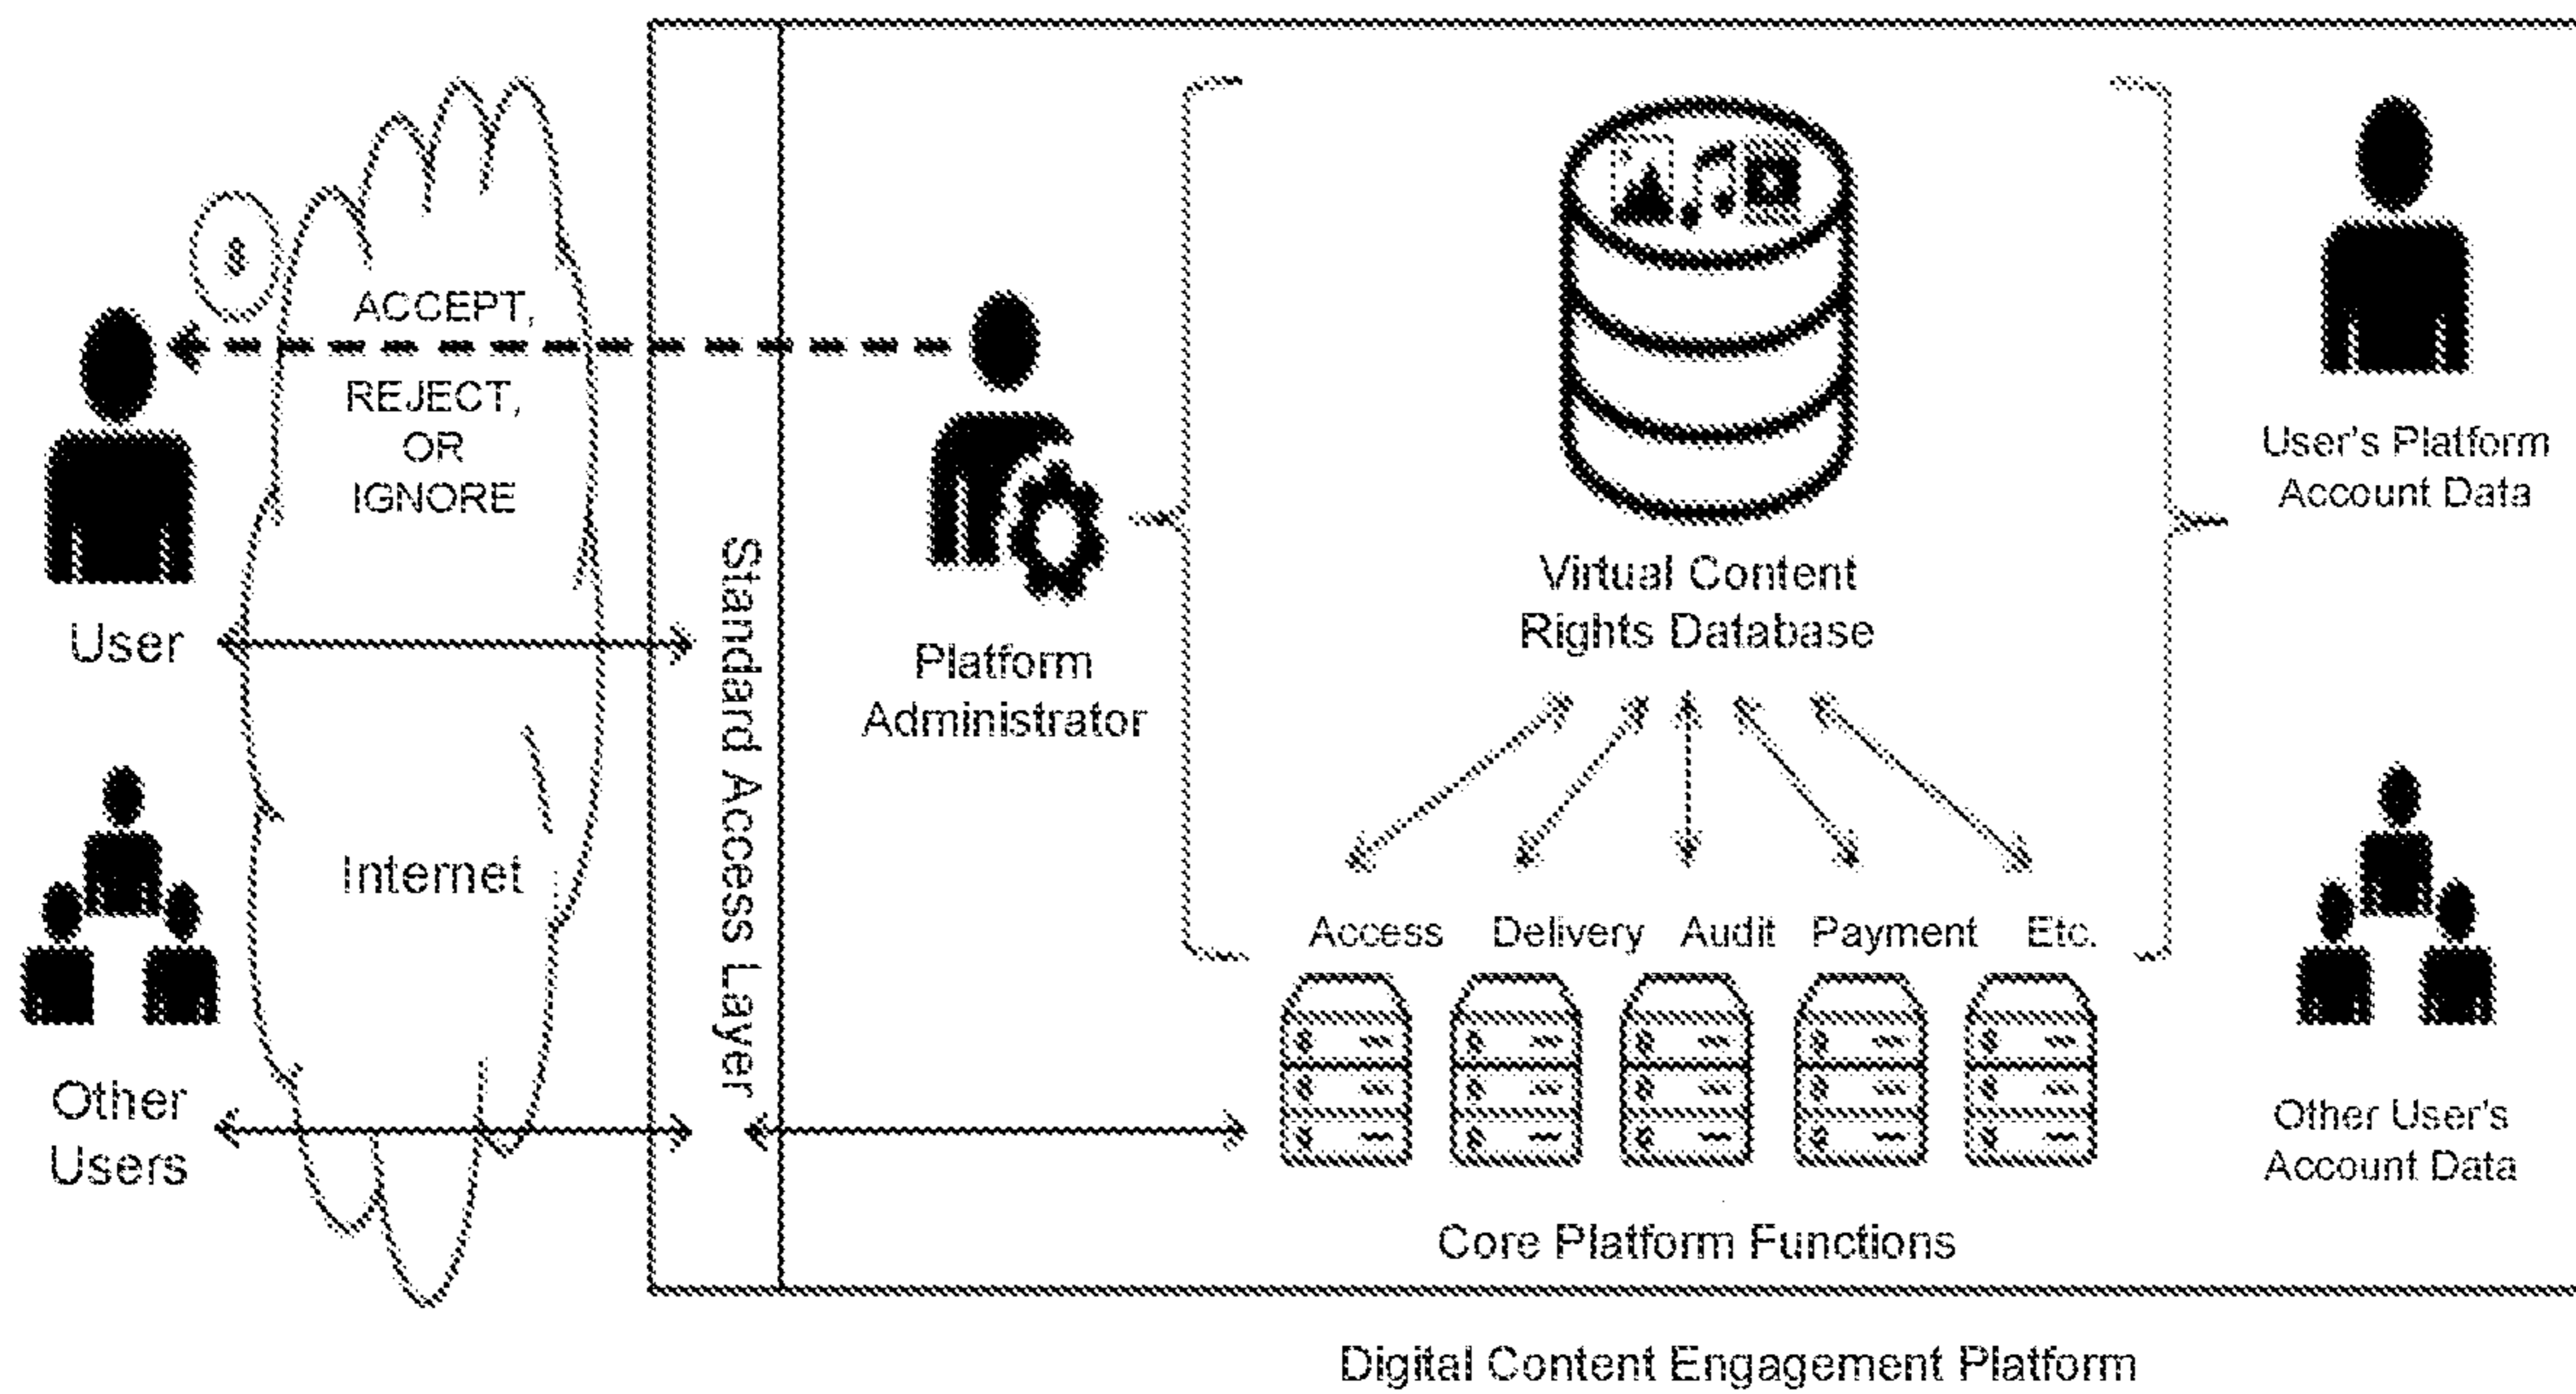 ACCEPT,
REJECT,
OR
IGNORE
User
Internet
Other
Users
Standard Access Layer
Platform
Administrator
Virtual Content
Rights Database
Access Delivery Audit Payment Etc.
Core Platform Functions
User's Platform
Account Data
Other User's
Account Data
Digital Content Engagement Platform